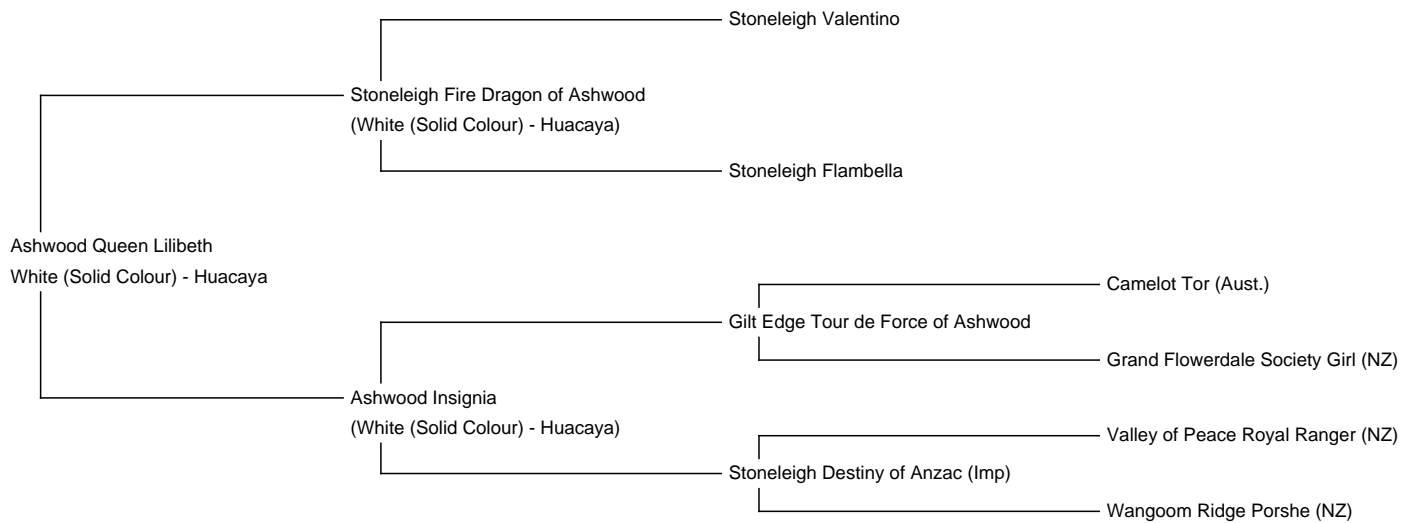 Stoneleigh Valentino
Stoneleigh Fire Dragon of Ashwood
(White (Solid Colour) - Huacaya)
Stoneleigh Flambella
Ashwood Queen Lilibeth
White (Solid Colour) - Huacaya
Camelot Tor (Aust.)
Gilt Edge Tour de Force of Ashwood
Grand Flowerdale Society Girl (NZ)
Ashwood Insignia
(White (Solid Colour) - Huacaya)
Valley of Peace Royal Ranger (NZ)
Stoneleigh Destiny of Anzac (Imp)
Wangoom Ridge Porshe (NZ)